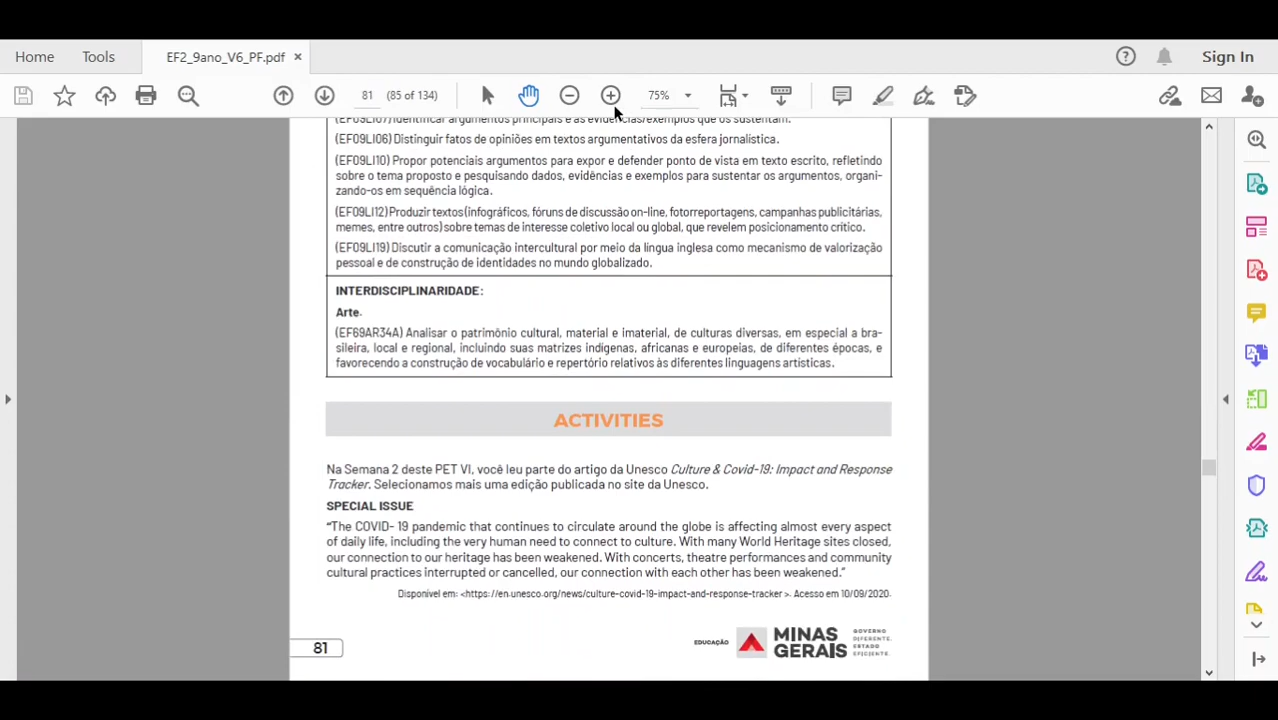 Home Tools EF2_9ano_V6_PF.pdf × Sign In
81 (85 of 134) 75%
(EF09LI07) Identificar argumentos principais e as evidências/exemplos que os sustentam.
(EF09LI06) Distinguir fatos de opiniões em textos argumentativos da esfera jornalística.
(EF09LI10) Propor potenciais argumentos para expor e defender ponto de vista em texto escrito, refletindo
sobre o tema proposto e pesquisando dados, evidências e exemplos para sustentar os argumentos, organi-
zando-os em sequência lógica.
(EF09LI12) Produzir textos (infográficos, fóruns de discussão on-line, fotorreportagens, campanhas publicitárias,
memes, entre outros) sobre temas de interesse coletivo local ou global, que revelem posicionamento crítico.
(EF09LI19) Discutir a comunicação intercultural por meio da língua inglesa como mecanismo de valorização
pessoal e de construção de identidades no mundo globalizado.
INTERDISCIPLINARIDADE:
Arte.
(EF69AR34A) Analisar o patrimônio cultural, material e imaterial, de culturas diversas, em especial a bra-
sileira, local e regional, incluindo suas matrizes indígenas, africanas e europeias, de diferentes épocas, e
favorecendo a construção de vocabulário e repertório relativos às diferentes linguagens artísticas.
ACTIVITIES
Na Semana 2 deste PET VI, você leu parte do artigo da Unesco Culture & Covid-19: Impact and Response
Tracker. Selecionamos mais uma edição publicada no site da Unesco.
SPECIAL ISSUE
“The COVID- 19 pandemic that continues to circulate around the globe is affecting almost every aspect
of daily life, including the very human need to connect to culture. With many World Heritage sites closed,
our connection to our heritage has been weakened. With concerts, theatre performances and community
cultural practices interrupted or cancelled, our connection with each other has been weakened.”
Disponível em: <https://en.unesco.org/news/culture-covid-19-impact-and-response-tracker >. Acesso em 10/09/2020.
81
EDUCAÇÃO
MINAS
GERAIS
GOVERNO
DIFERENTE.
ESTADO
EFICIENTE.